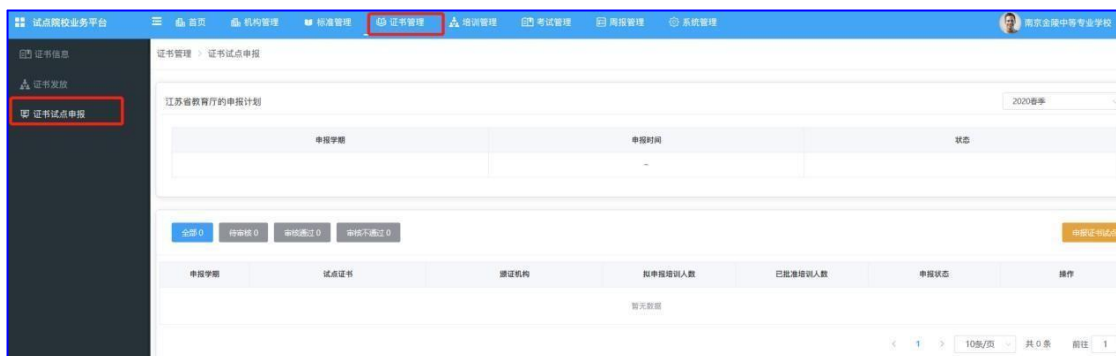 试点院校业务平台 首页 机构管理 标准管理 证书管理 培训管理 考试管理 周报管理 系统管理 南京金陵中等专业学校
证书信息
证书发放
证书试点申报
证书管理 > 证书试点申报
江苏省教育厅的申报计划 2020春季
申报学期 申报时间 状态
–
全部 0 待审核 0 审核通过 0 审核不通过 0 申报证书试点
申报学期 试点证书 颁证机构 拟申报培训人数 已批准培训人数 申报状态 操作
暂无数据
< 1 > 10条/页 共 0 条 前往 1